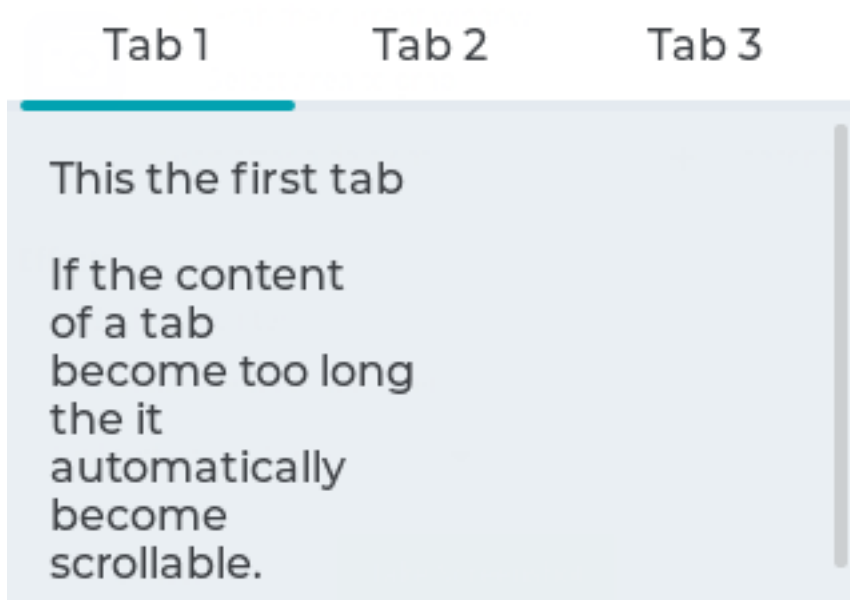 Tab 1
Tab 2
Tab 3
This the first tab
If the content
of a tab
become too long
the it
automatically
become
scrollable.